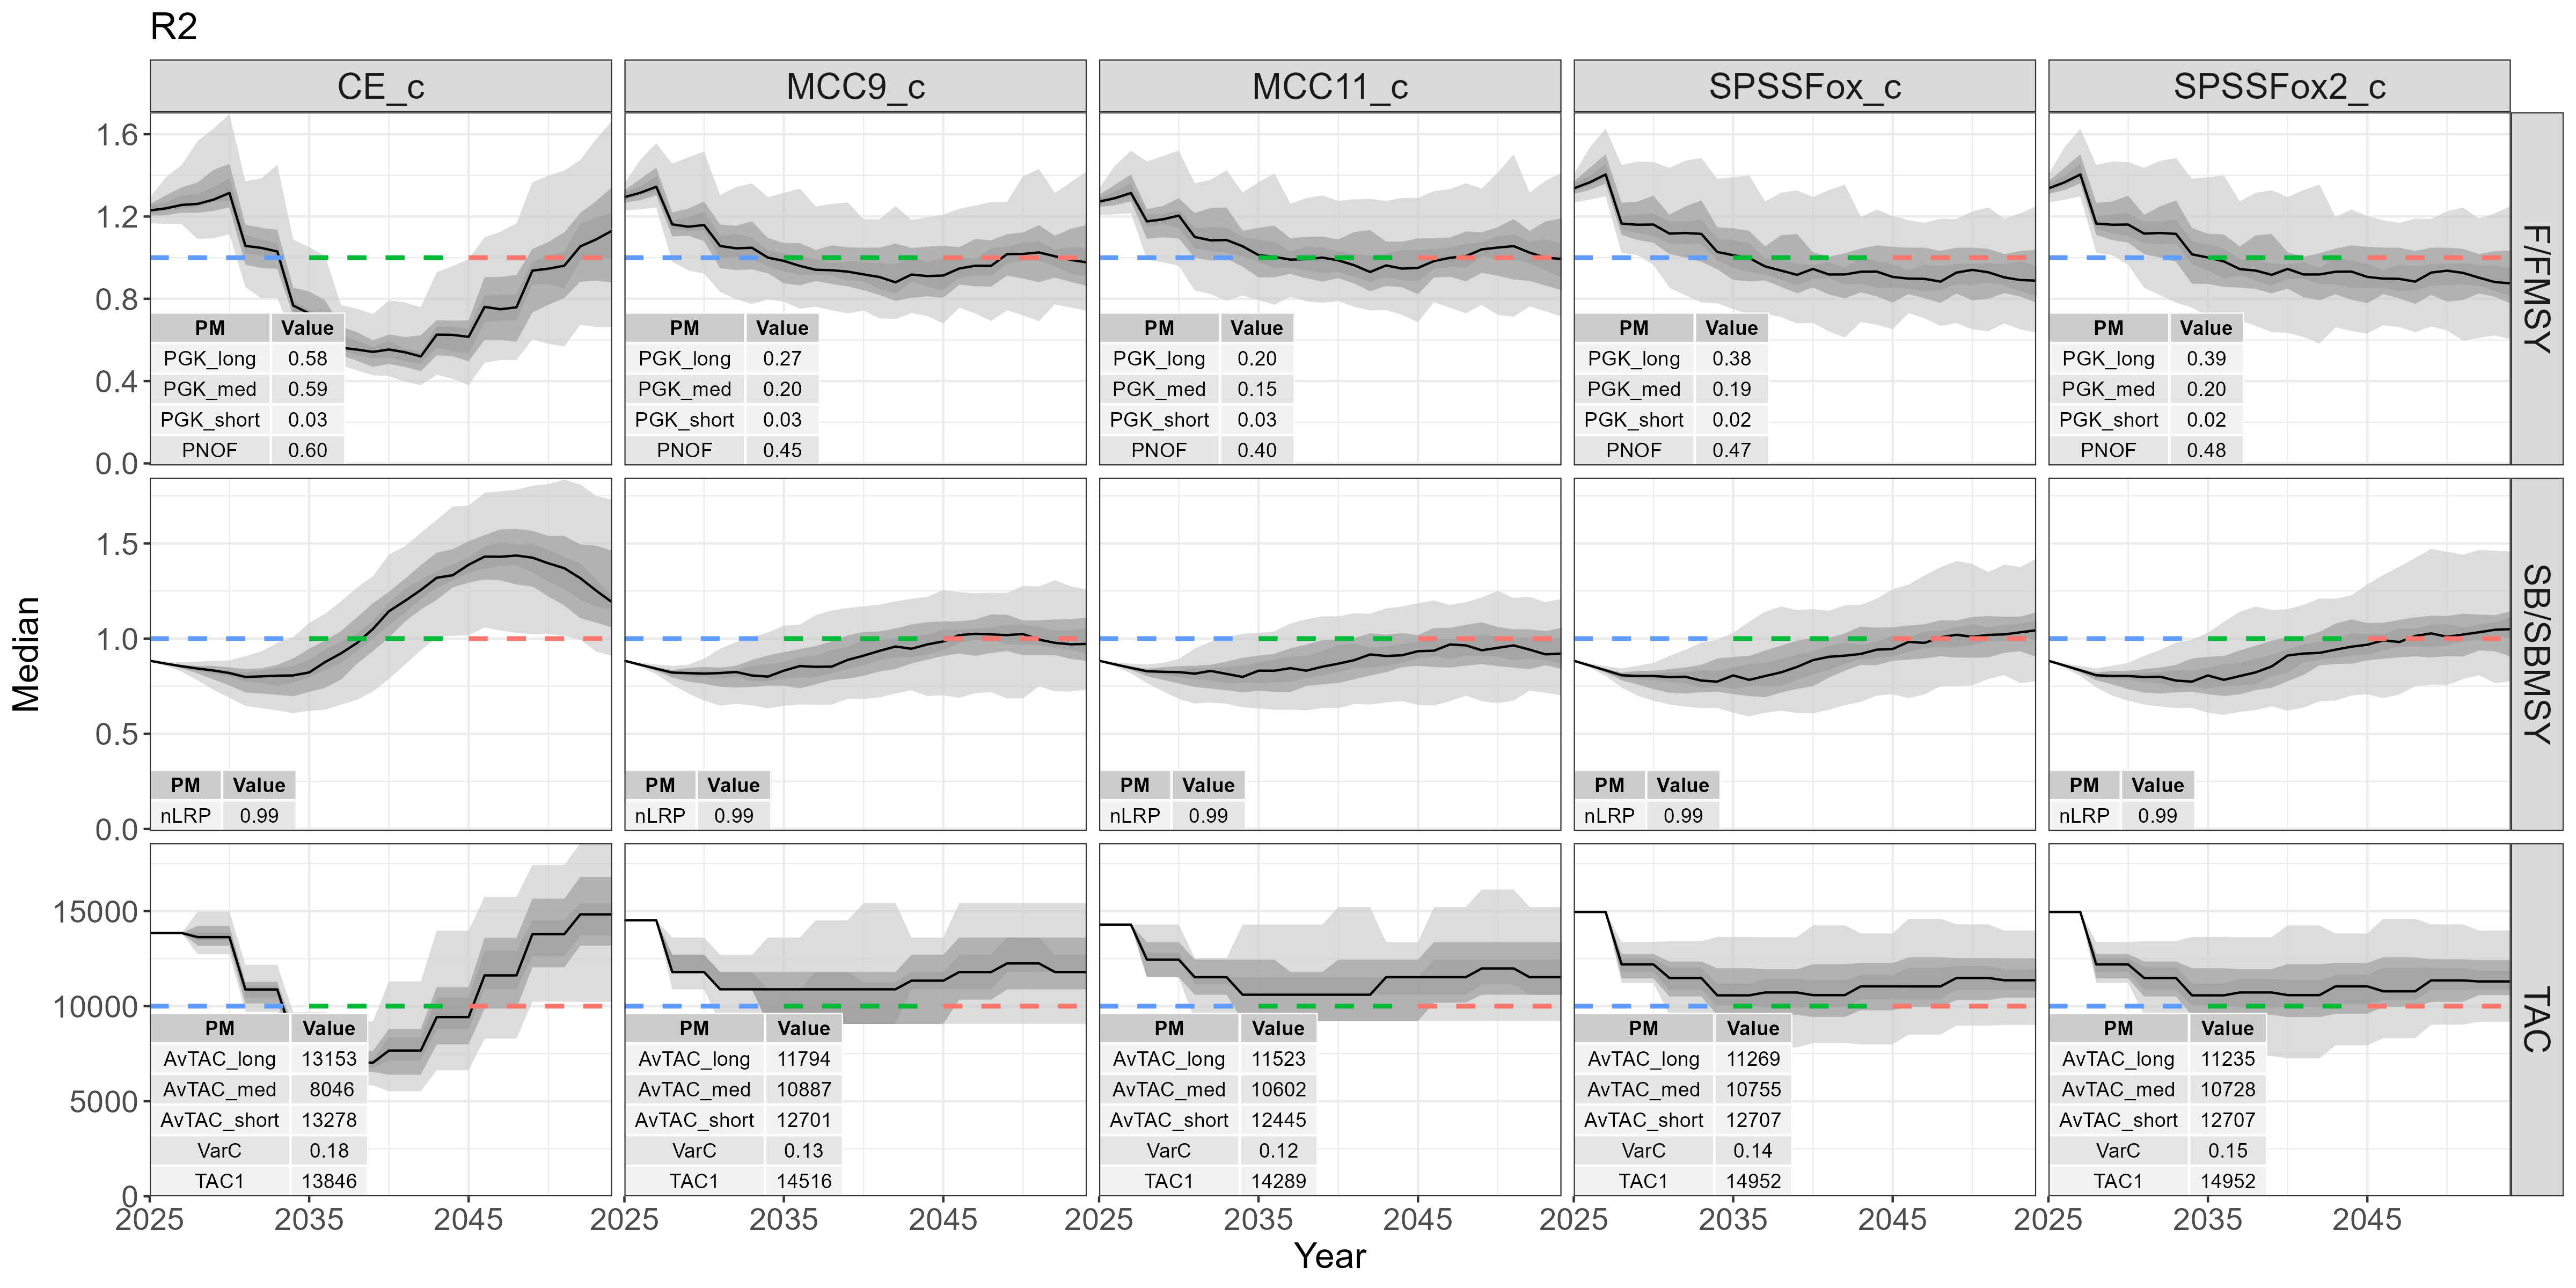 R2
CE_c MCC9_c MCC11_c SPSSFox_c SPSSFox2_c
1.6
1.2
0.8
0.4
0.0
PM Value PM Value PM Value PM Value PM Value
PGK_long 0.58 PGK_long 0.27 PGK_long 0.20 PGK_long 0.38 PGK_long 0.39
PGK_med 0.59 PGK_med 0.20 PGK_med 0.15 PGK_med 0.19 PGK_med 0.20
PGK_short 0.03 PGK_short 0.03 PGK_short 0.03 PGK_short 0.02 PGK_short 0.02
PNOF 0.60 PNOF 0.45 PNOF 0.40 PNOF 0.47 PNOF 0.48
F/FMSY
1.5
1.0
0.5
0.0
PM Value PM Value PM Value PM Value PM Value
nLRP 0.99 nLRP 0.99 nLRP 0.99 nLRP 0.99 nLRP 0.99
SB/SBMSY
Median
15000
10000
5000
0
PM Value PM Value PM Value PM Value PM Value
AvTAC_long 13153 AvTAC_long 11794 AvTAC_long 11523 AvTAC_long 11269 AvTAC_long 11235
AvTAC_med 8046 AvTAC_med 10887 AvTAC_med 10602 AvTAC_med 10755 AvTAC_med 10728
AvTAC_short 13278 AvTAC_short 12701 AvTAC_short 12445 AvTAC_short 12707 AvTAC_short 12707
VarC 0.18 VarC 0.13 VarC 0.12 VarC 0.14 VarC 0.15
TAC1 13846 TAC1 14516 TAC1 14289 TAC1 14952 TAC1 14952
TAC
2025 2035 2045 2025 2035 2045 2025 2035 2045 2025 2035 2045 2025 2035 2045
Year